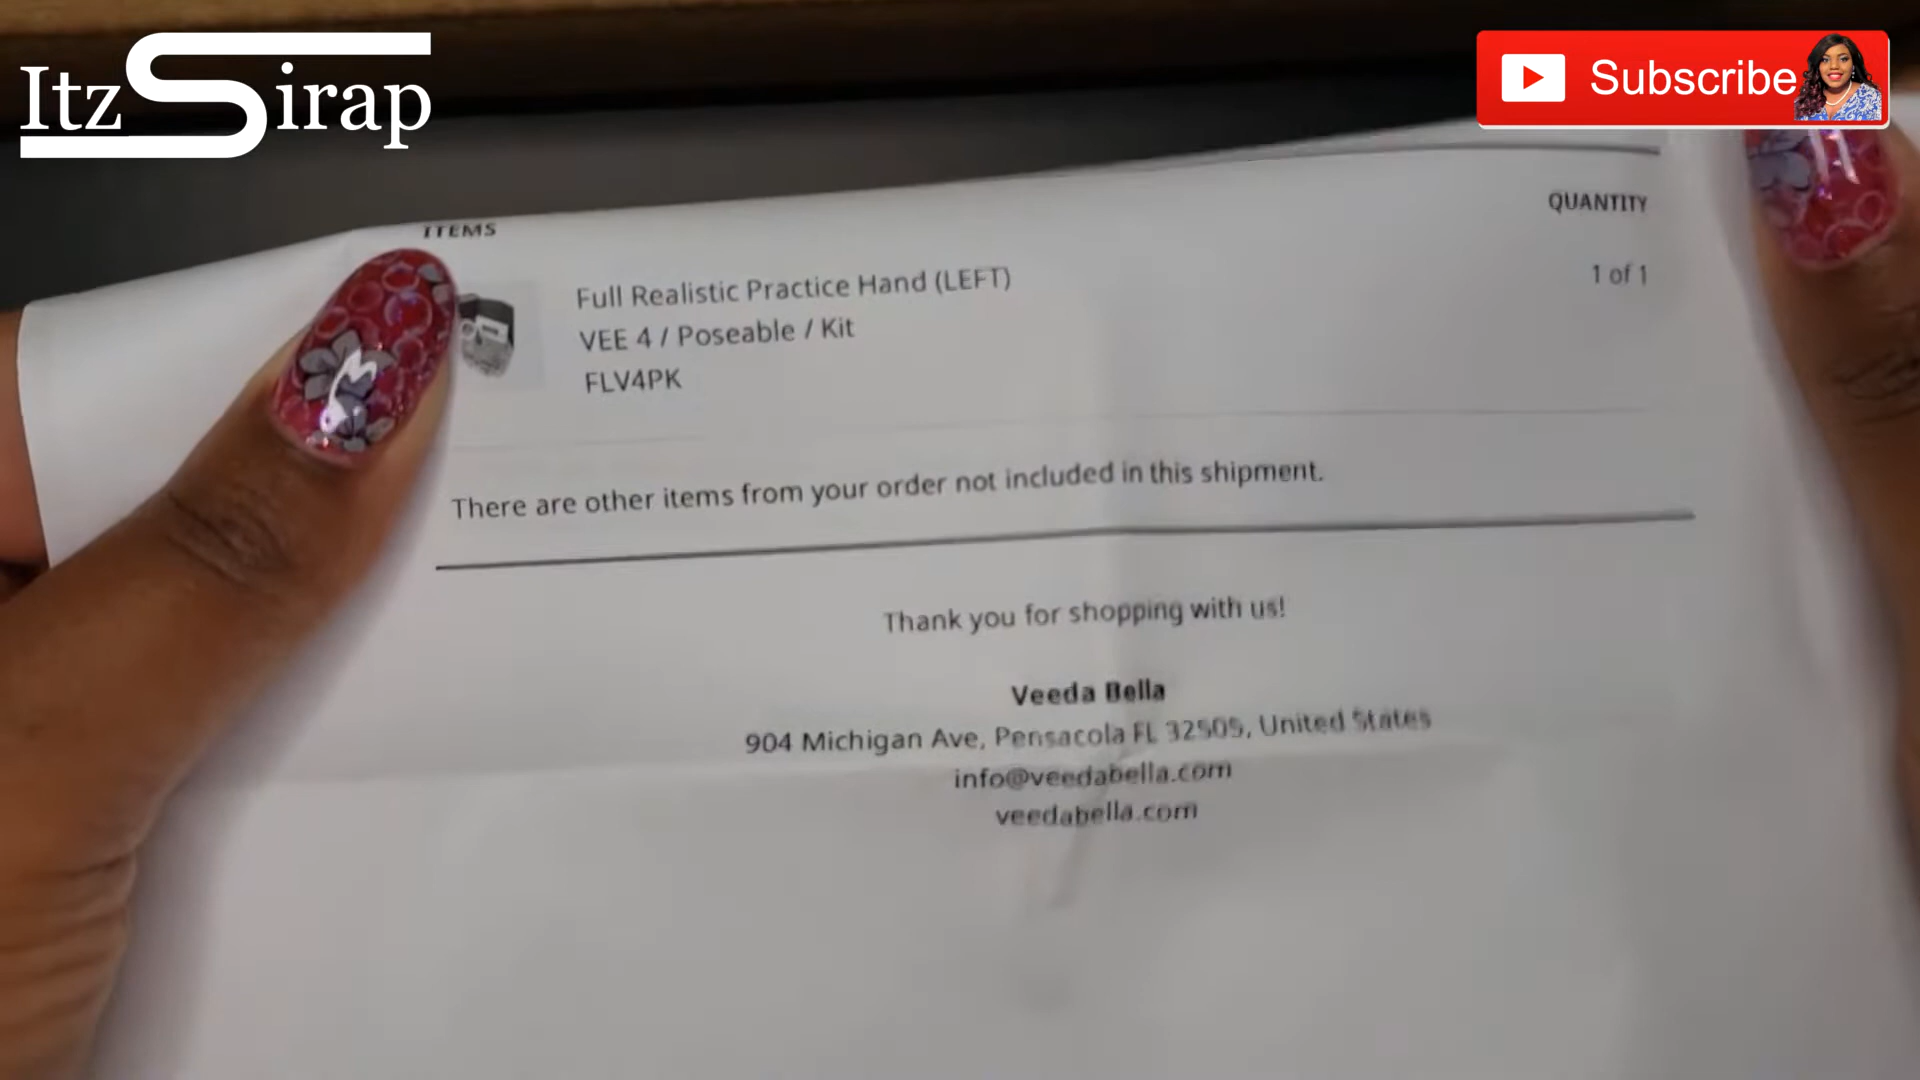 ItzSirap
Subscribe
ITEMS
QUANTITY
Full Realistic Practice Hand (LEFT)
1 of 1
VEE 4 / Poseable / Kit
FLV4PK
There are other items from your order not included in this shipment.
Thank you for shopping with us!
Veeda Bella
904 Michigan Ave, Pensacola FL 32505, United States
info@veedabella.com
veedabella.com